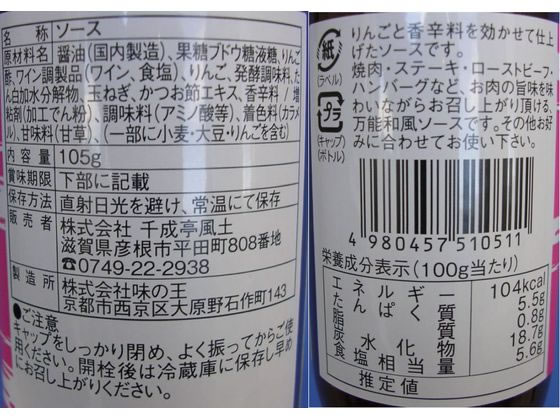 名称 ソース
原材料名 醤油(国内製造)、果糖ブドウ糖液糖、りんご
酢、ワイン調製品(ワイン、食塩)、りんご、発酵調味料、たん
白加水分解物、玉ねぎ、かつお節エキス、香辛料/増
粘剤(加工でん粉)、調味料(アミノ酸等)、着色料(カラメ
ル)、甘味料(甘草)、(一部に小麦・大豆・りんごを含む)
内容量 105g
賞味期限 下部に記載
保存方法 直射日光を避け、常温にて保存
販売者 株式会社 千成亭風土
滋賀県彦根市平田町808番地
☎0749-22-2938
製造所 株式会社味の王
京都市西京区大原野石作町143
●ご注意
キャップをしっかり閉め、よく振ってからご使
用ください。開栓後は冷蔵庫に保存し早め
にお召し上がりください。
紙
(ラベル)
プラ
(キャップ)
(ボトル)
りんごと香辛料を効かせて仕上
げたソースです。
焼肉・ステーキ・ローストビーフ・
ハンバーグなど、お肉の旨味を味
わいながらお召し上がり頂ける、
万能和風ソースです。その他お好
みに合わせてお使い下さい。
4 980457 510511
栄養成分表示(100g当たり)
エネルギー 104kcal
たんぱく質 5.5g
脂質 0.8g
炭水化物 18.7g
食塩相当量 5.6g
推定値